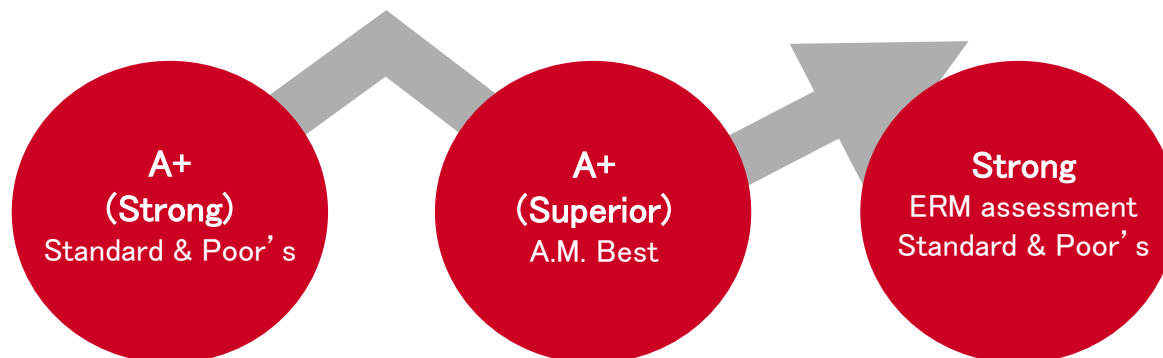 A+
(Strong)
Standard & Poor’s
A+
(Superior)
A.M. Best
Strong
ERM assessment
Standard & Poor’s